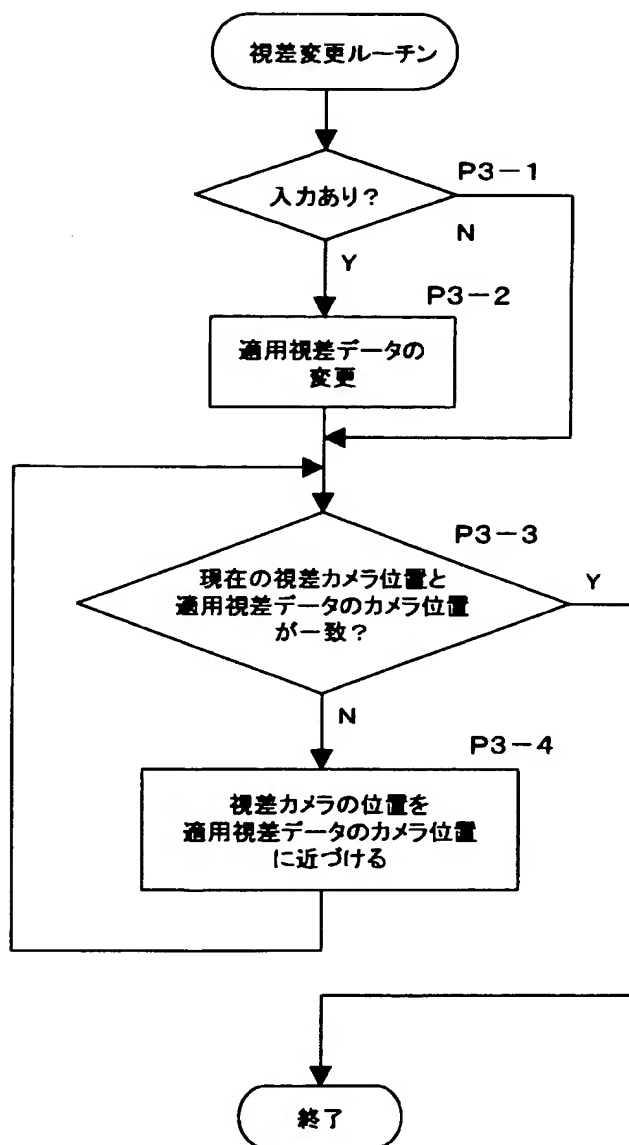 視差変更ルーチン
P3-1
入力あり?
N
Y
P3-2
適用視差データの
変更
P3-3
現在の視差カメラ位置と
適用視差データのカメラ位置
が一致?
Y
N
P3-4
視差カメラの位置を
適用視差データのカメラ位置
に近づける
終了